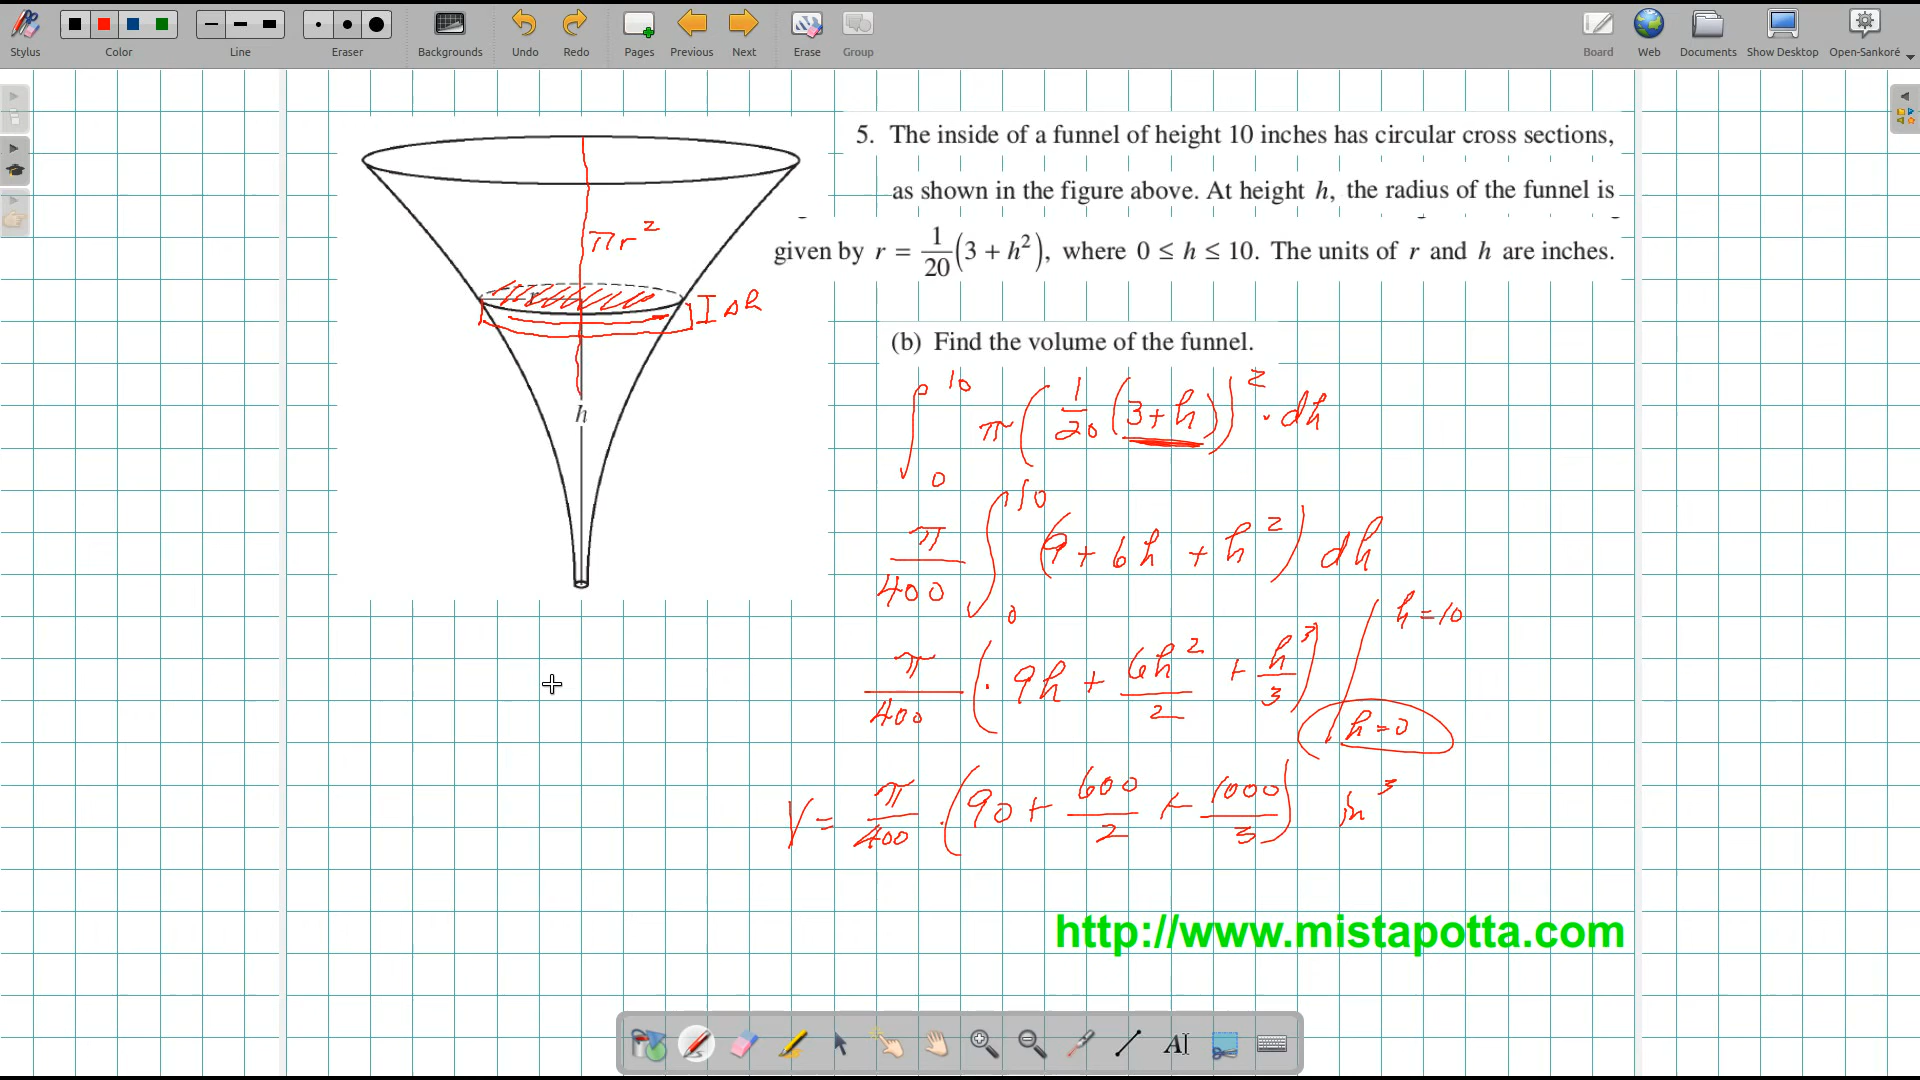 Stylus Color Line Eraser Backgrounds Undo Redo Pages Previous Next Erase Group Board Web Documents Show Desktop Open-Sankoré
5. The inside of a funnel of height 10 inches has circular cross sections,
as shown in the figure above. At height h, the radius of the funnel is
given by r = 1/20 (3 + h²), where 0 ≤ h ≤ 10. The units of r and h are inches.
πr²
r
Δh
h
(b) Find the volume of the funnel.
∫₀¹⁰ π(1/20 (3+h))² · dh
π/400 ∫₀¹⁰ (9 + 6h + h²) dh
π/400 (· 9h + 6h²/2 + h³/3) | h=10 h=0
V = π/400 · (90 + 600/2 + 1000/3) in³
http://www.mistapotta.com
AI